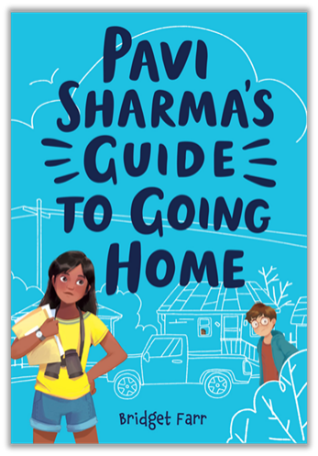 PAVI
SHARMA'S
GUIDE
TO GOING
HOME
Bridget Farr